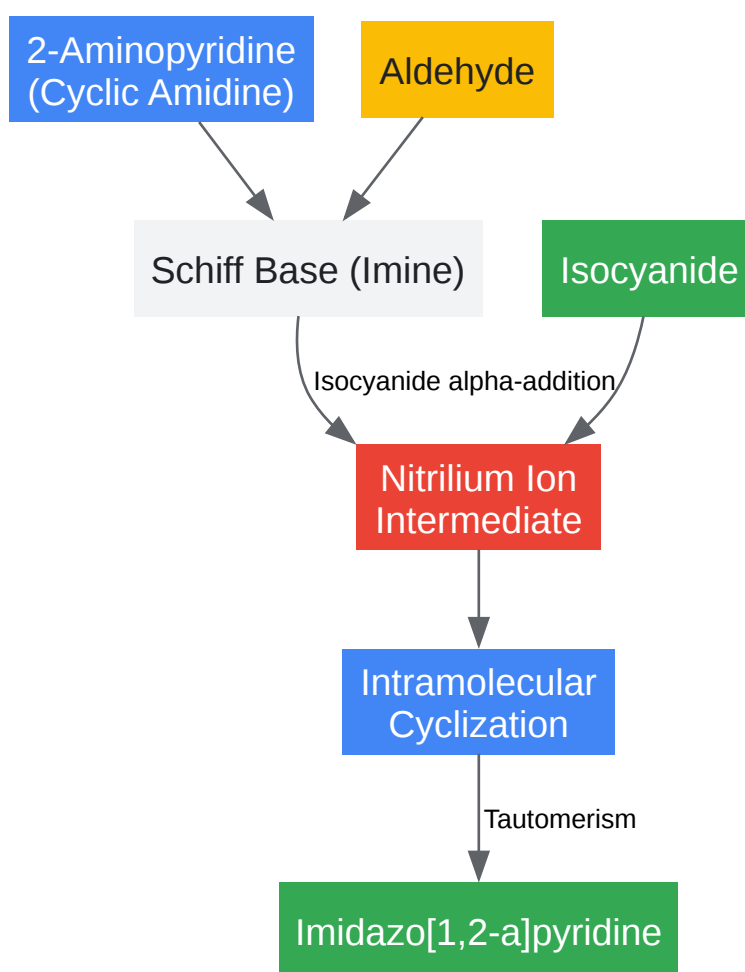 2-Aminopyridine
(Cyclic Amidine)
Aldehyde
Schiff Base (Imine)
Isocyanide
Isocyanide alpha-addition
Nitrilium Ion
Intermediate
Intramolecular
Cyclization
Tautomerism
Imidazo[1,2-a]pyridine